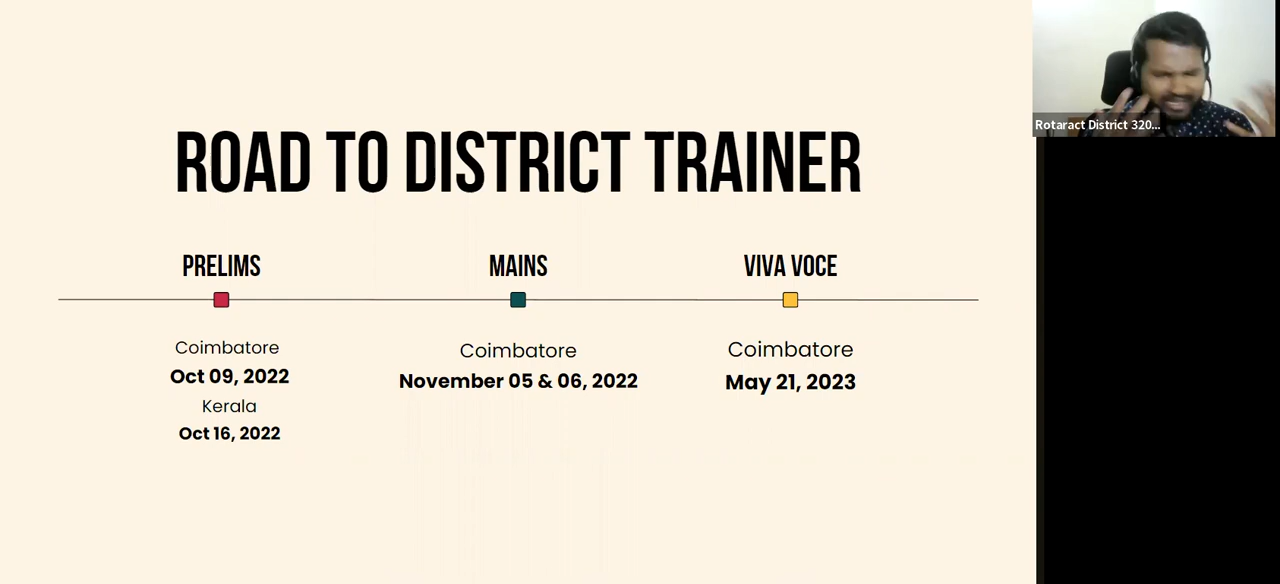 ROAD TO DISTRICT TRAINER
PRELIMS
MAINS
VIVA VOCE
Coimbatore
Oct 09, 2022
Kerala
Oct 16, 2022
Coimbatore
November 05 & 06, 2022
Coimbatore
May 21, 2023
Rotaract District 320...